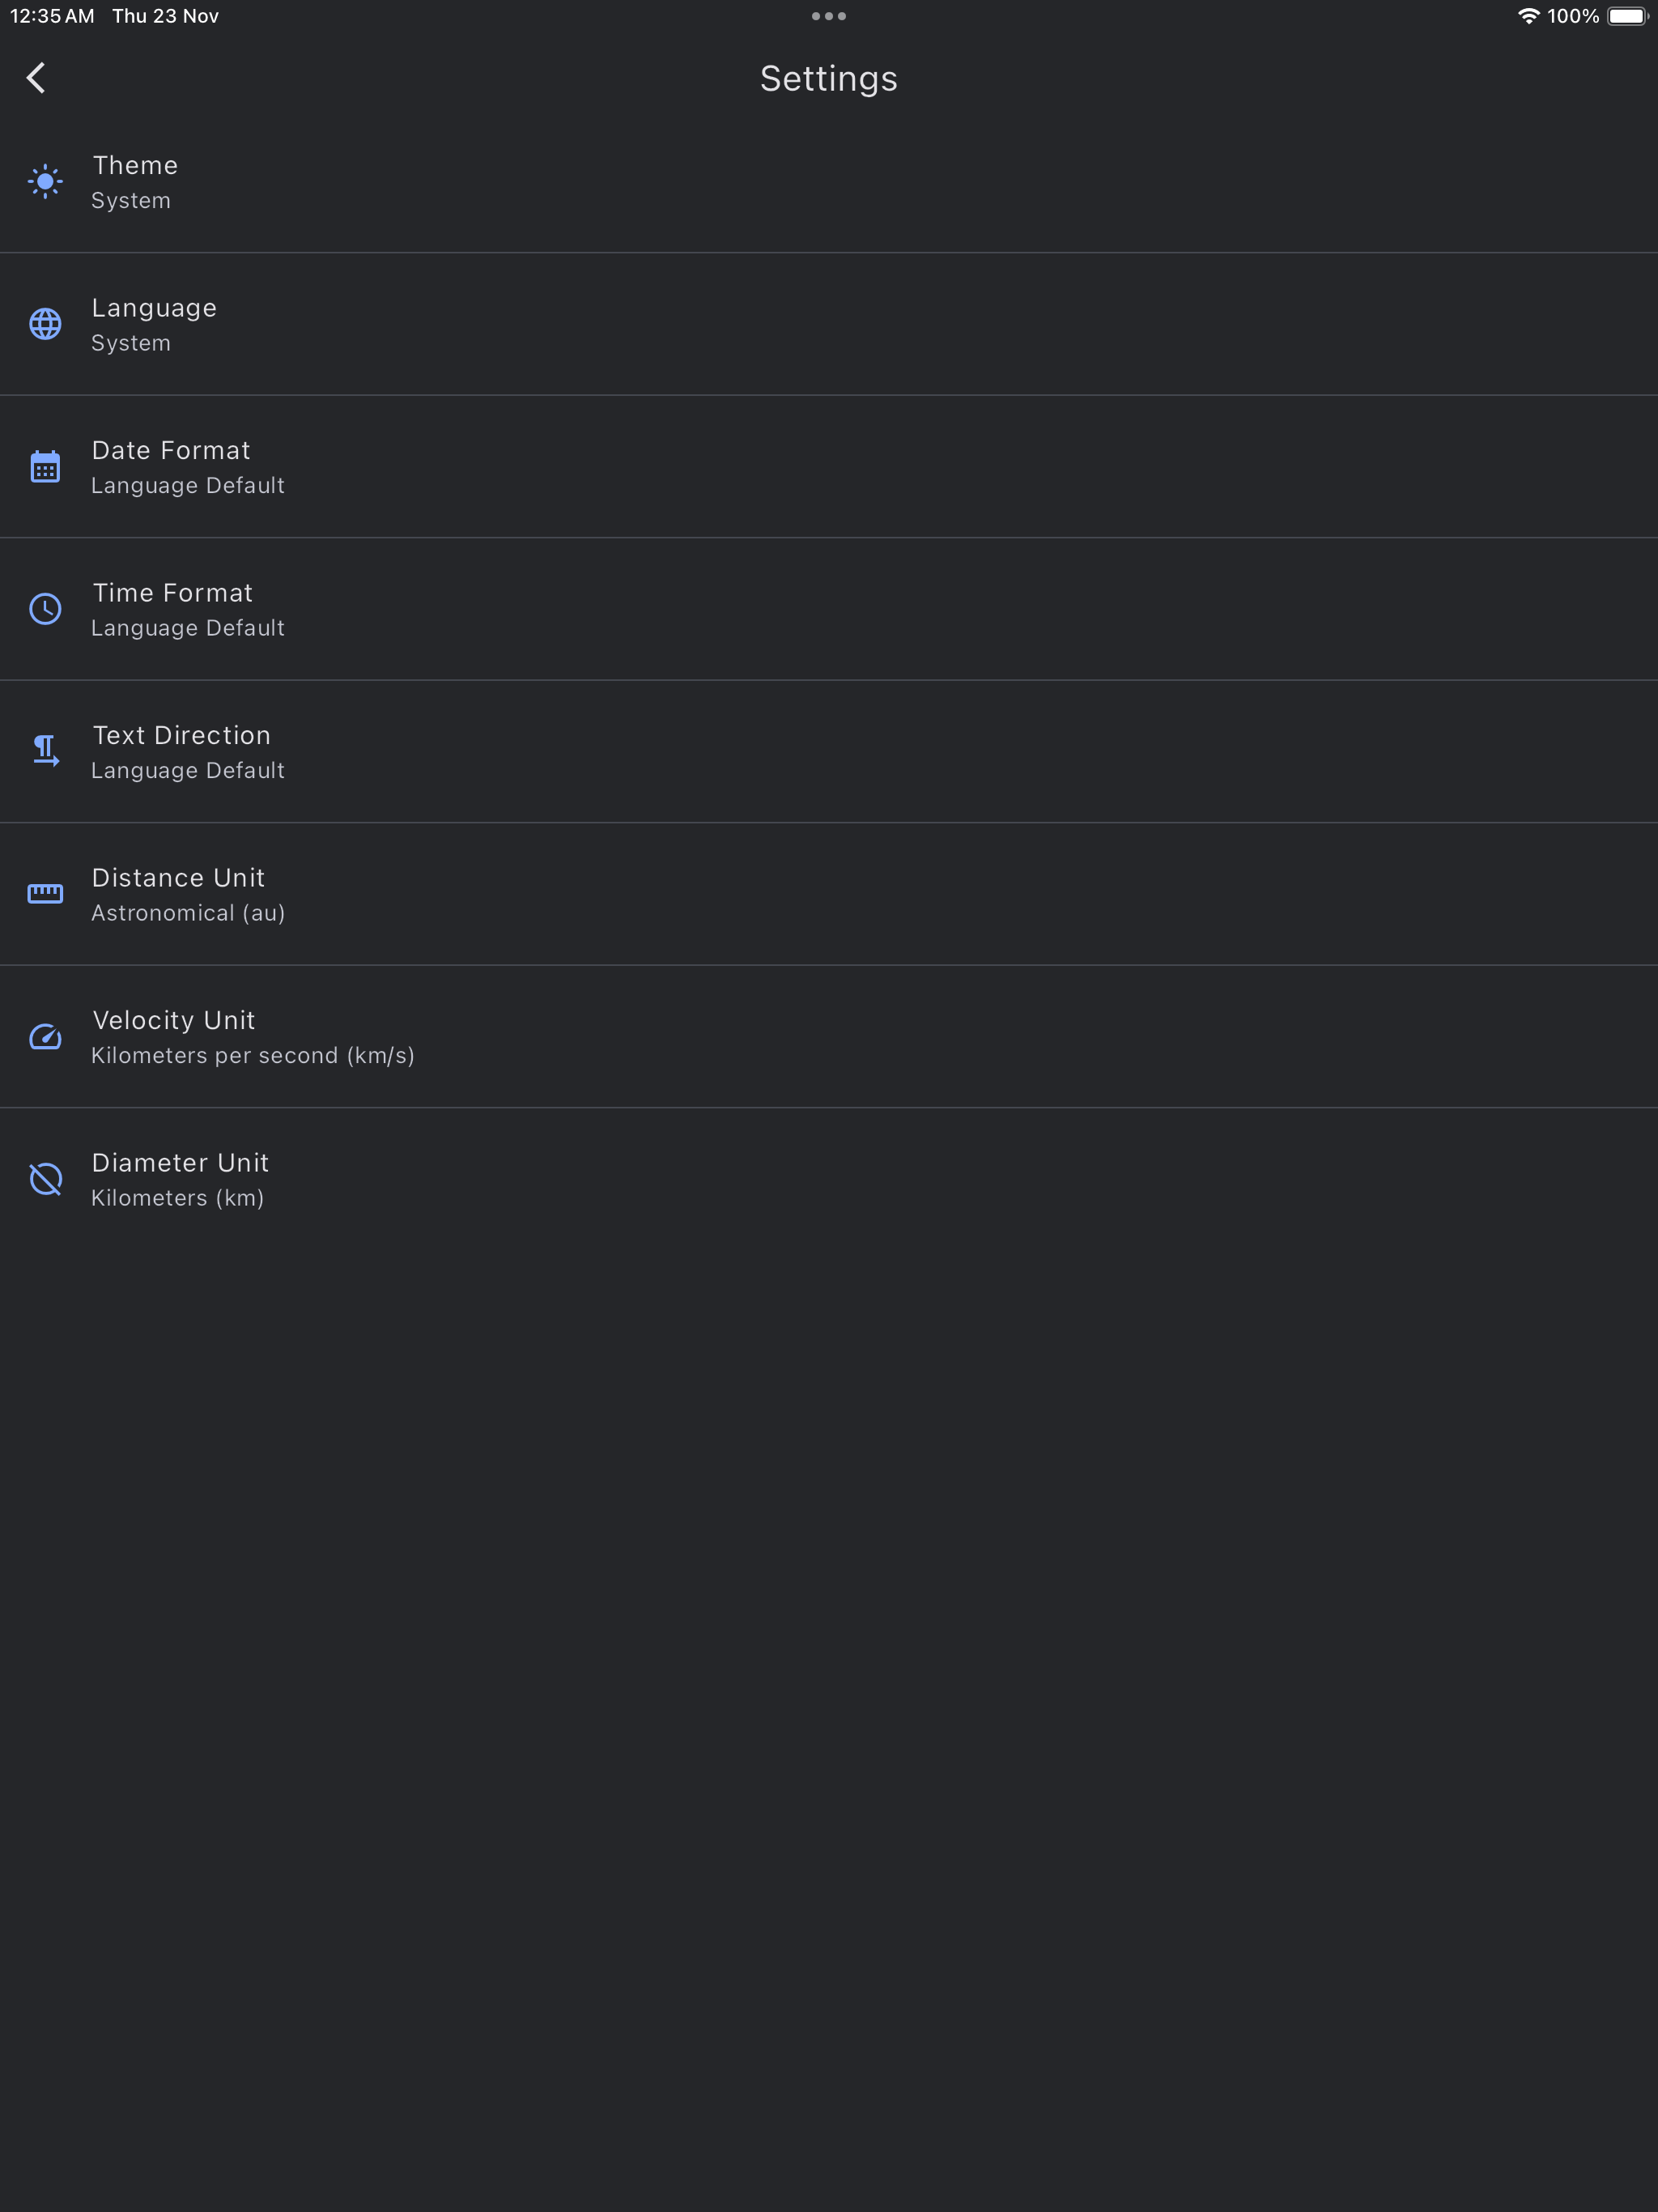 12:35 AM Thu 23 Nov
100%
Settings
Theme
System
Language
System
Date Format
Language Default
Time Format
Language Default
Text Direction
Language Default
Distance Unit
Astronomical (au)
Velocity Unit
Kilometers per second (km/s)
Diameter Unit
Kilometers (km)